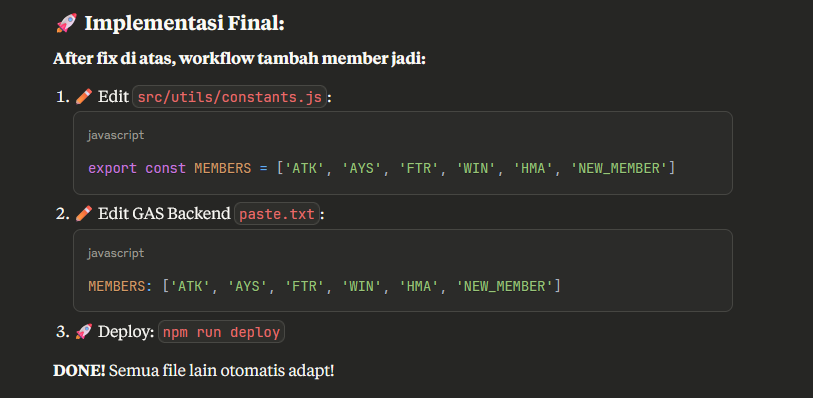 🚀 Implementasi Final:
After fix di atas, workflow tambah member jadi:
1. ✏️ Edit src/utils/constants.js:
javascript
export const MEMBERS = ['ATK', 'AYS', 'FTR', 'WIN', 'HMA', 'NEW_MEMBER']
2. ✏️ Edit GAS Backend paste.txt:
javascript
MEMBERS: ['ATK', 'AYS', 'FTR', 'WIN', 'HMA', 'NEW_MEMBER']
3. 🚀 Deploy: npm run deploy
DONE! Semua file lain otomatis adapt!